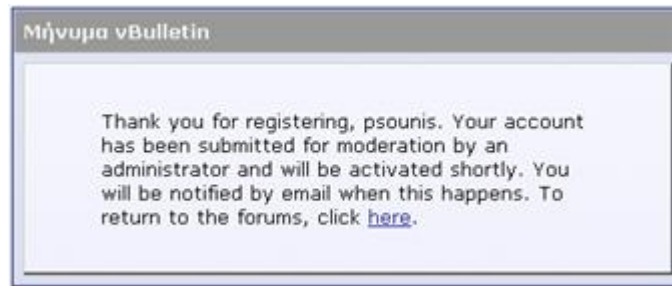 Μήνυμα vBulletin
Thank you for registering, psounis. Your account
has been submitted for moderation by an
administrator and will be activated shortly. You
will be notified by email when this happens. To
return to the forums, click here.